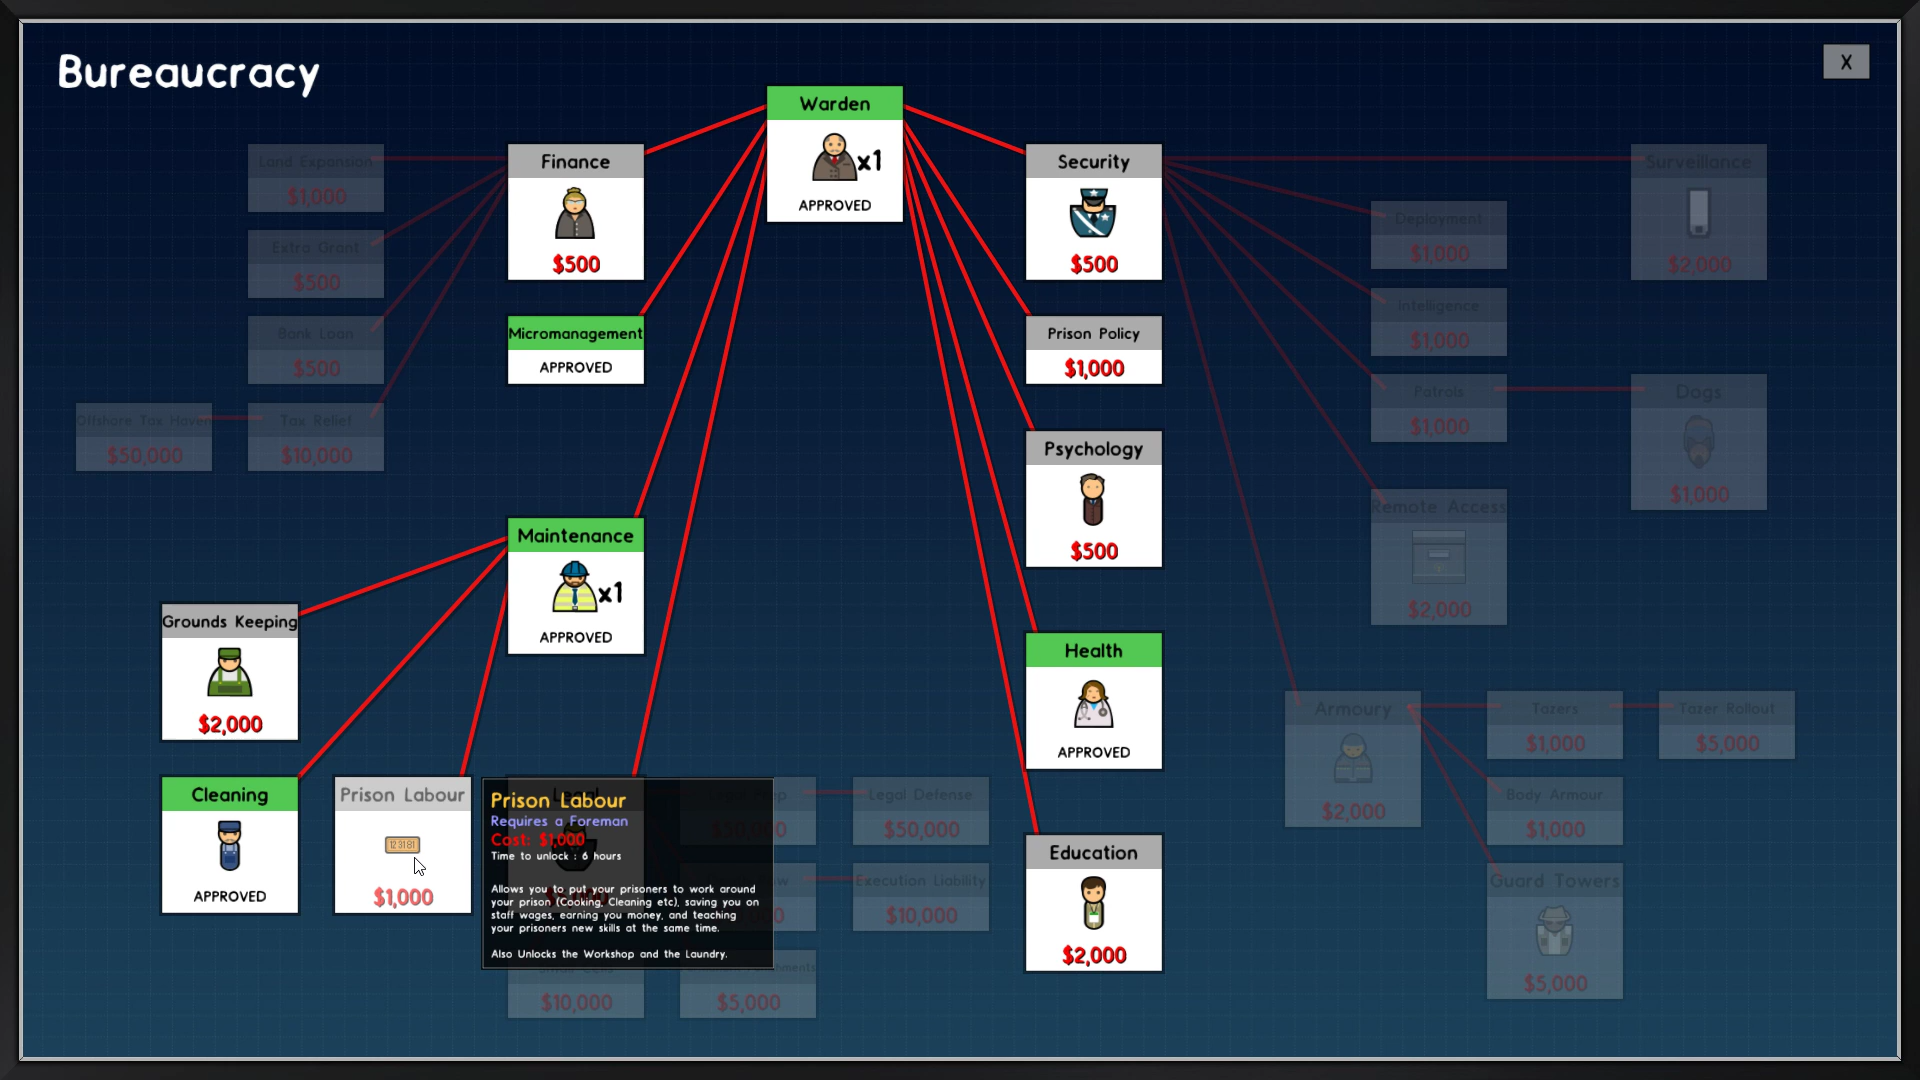 Bureaucracy
X
Warden
x1
APPROVED
Land Expansion
$1,000
Finance
$500
Security
$500
Surveillance
$2,000
Extra Grant
$500
Deployment
$1,000
Bank Loan
$500
Micromanagement
APPROVED
Prison Policy
$1,000
Intelligence
$1,000
Offshore Tax Haven
$50,000
Tax Relief
$10,000
Psychology
$500
Patrols
$1,000
Dogs
$1,000
Maintenance
x1
APPROVED
Remote Access
$2,000
Grounds Keeping
$2,000
Health
APPROVED
Armoury
$2,000
Tazers
$1,000
Tazer Rollout
$5,000
Cleaning
APPROVED
Prison Labour
123181
$1,000
Prison Labour
Requires a Foreman
Cost: $1,000
Time to unlock : 6 hours
Allows you to put your prisoners to work around
your prison (Cooking, Cleaning etc), saving you on
staff wages, earning you money, and teaching
your prisoners new skills at the same time.
Also Unlocks the Workshop and the Laundry.
Legal
Legal Defense
$50,000
Execution Liability
$10,000
$10,000
$5,000
Education
$2,000
Body Armour
$1,000
Guard Towers
$5,000